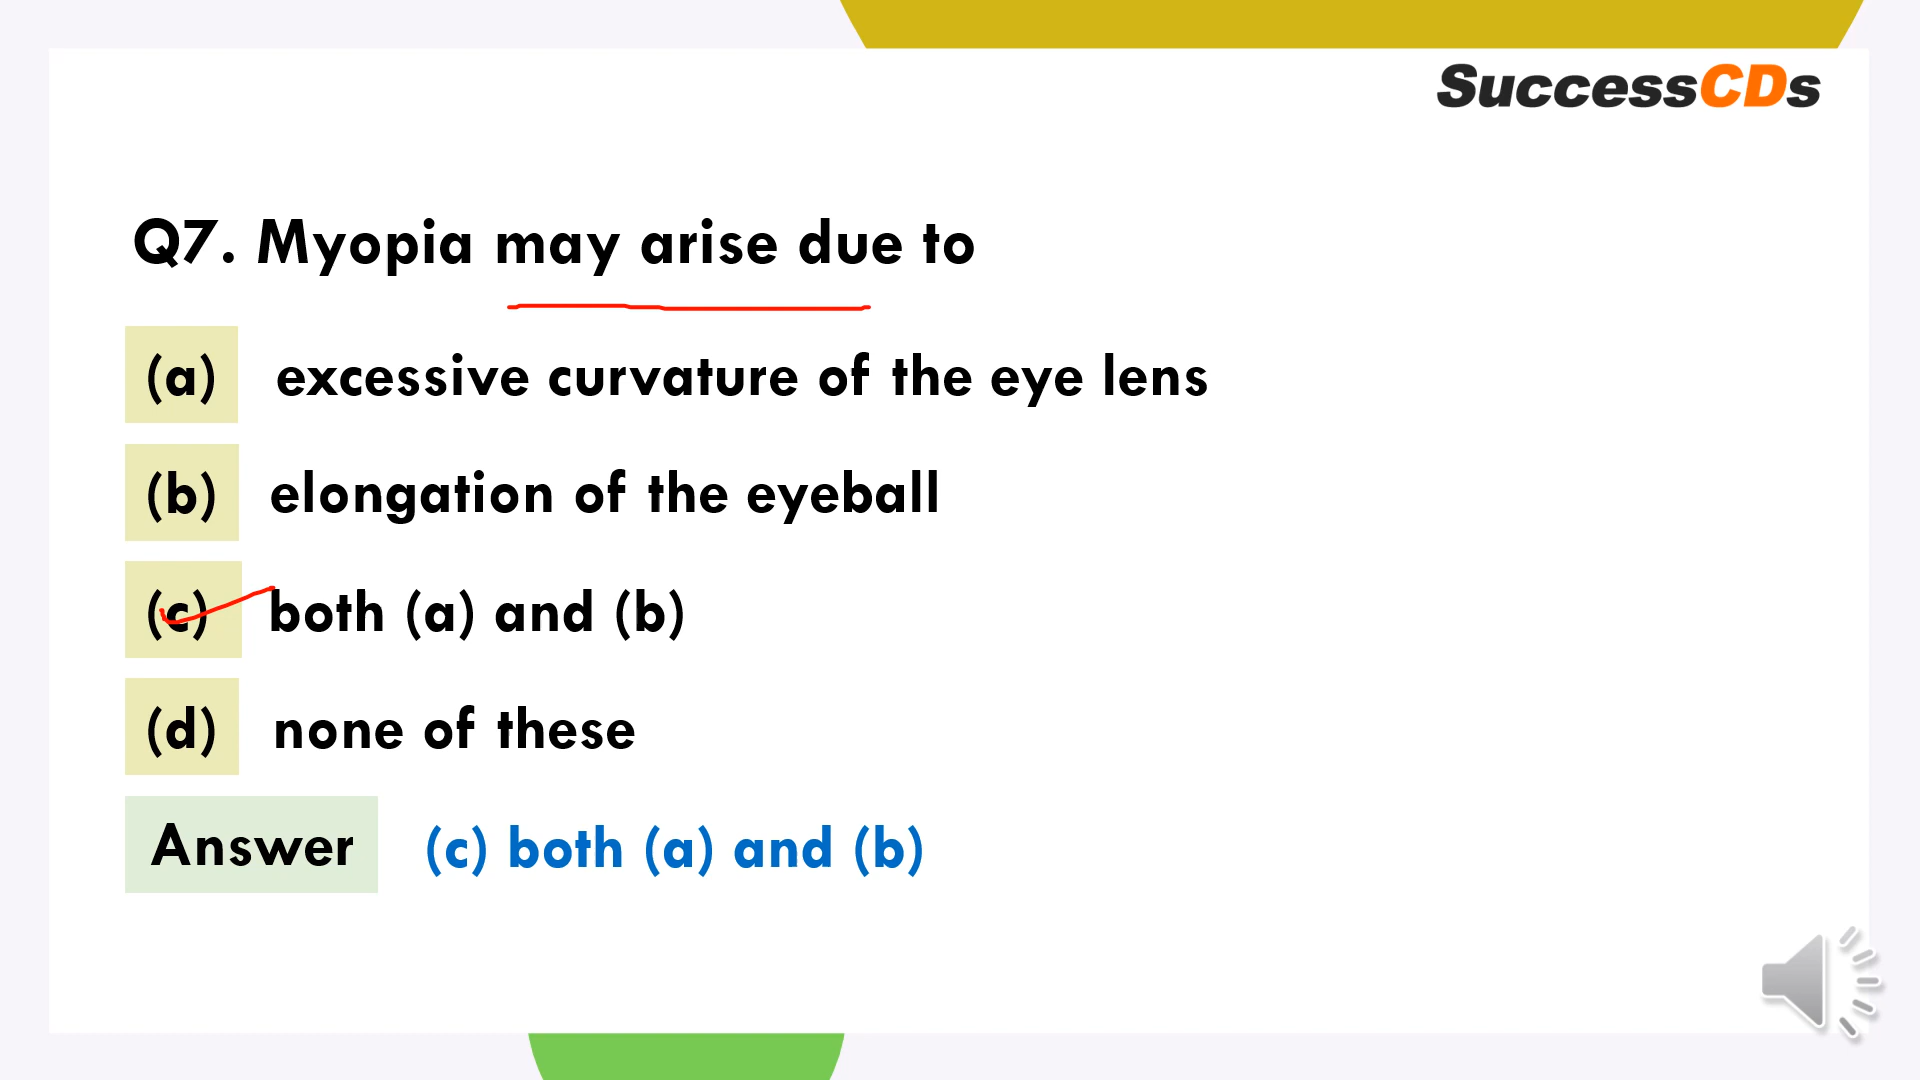 SuccessCDs
Q7. Myopia may arise due to
(a) excessive curvature of the eye lens
(b) elongation of the eyeball
(c) both (a) and (b)
(d) none of these
Answer (c) both (a) and (b)